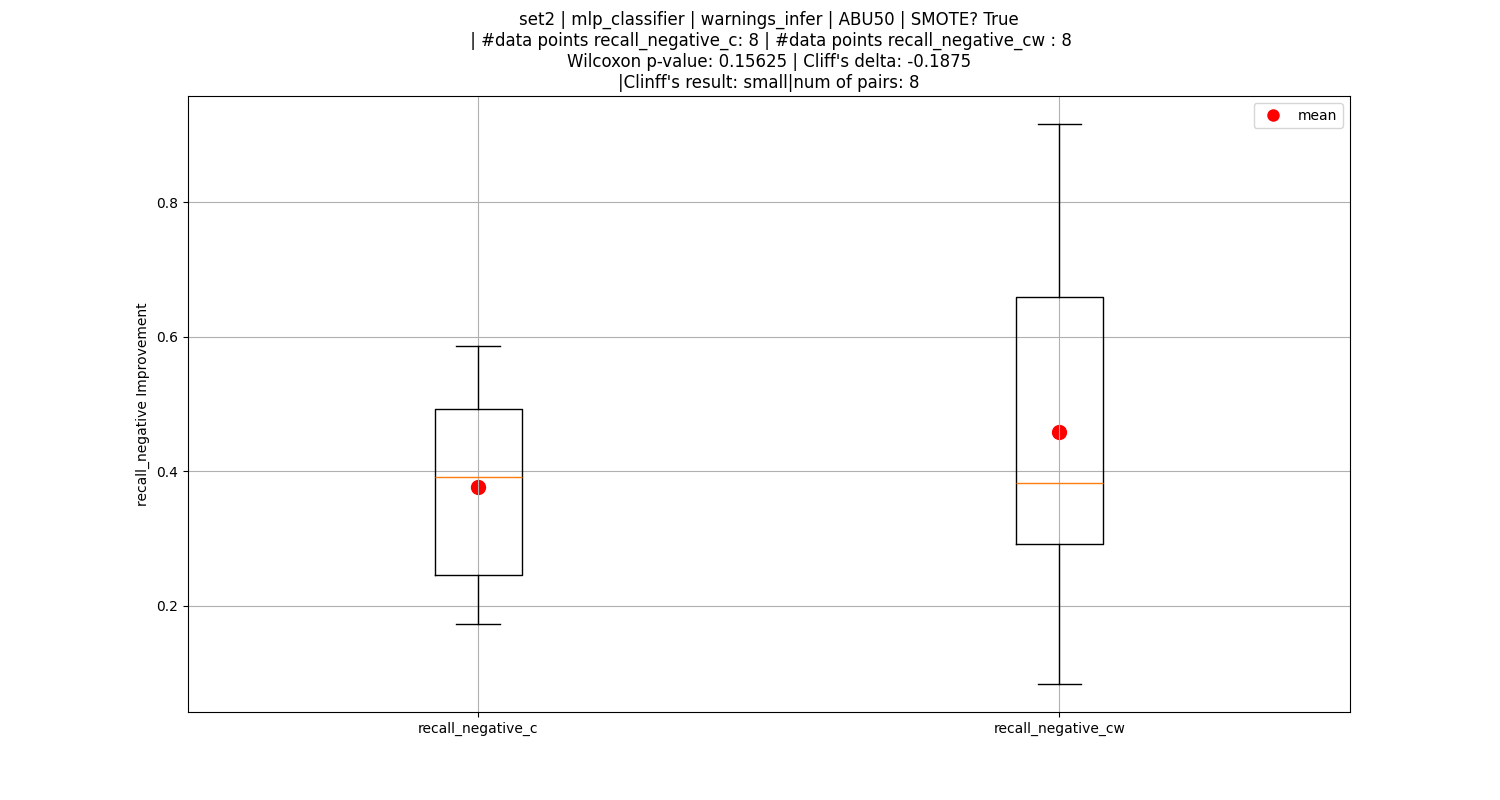 set2 | mlp_classifier | warnings_infer | ABU50 | SMOTE? True
| #data points recall_negative_c: 8 | #data points recall_negative_cw : 8
Wilcoxon p-value: 0.15625 | Cliff's delta: -0.1875
|Clinff's result: small|num of pairs: 8
mean
0.8
0.6
0.4
0.2
recall_negative Improvement
recall_negative_c
recall_negative_cw